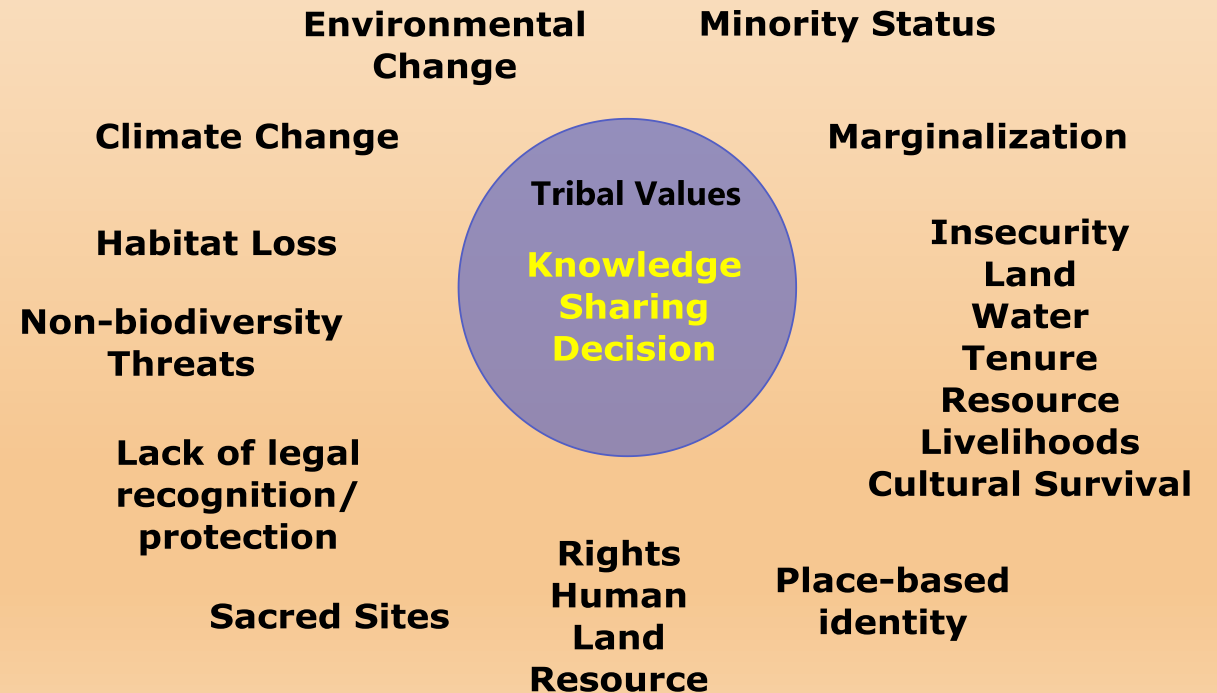 Environmental
Change
Minority Status
Climate Change
Marginalization
Tribal Values
Knowledge
Sharing
Decision
Habitat Loss
Non-biodiversity
Threats
Insecurity
Land
Water
Tenure
Resource
Livelihoods
Cultural Survival
Lack of legal
recognition/
protection
Sacred Sites
Rights
Human
Land
Resource
Place-based
identity